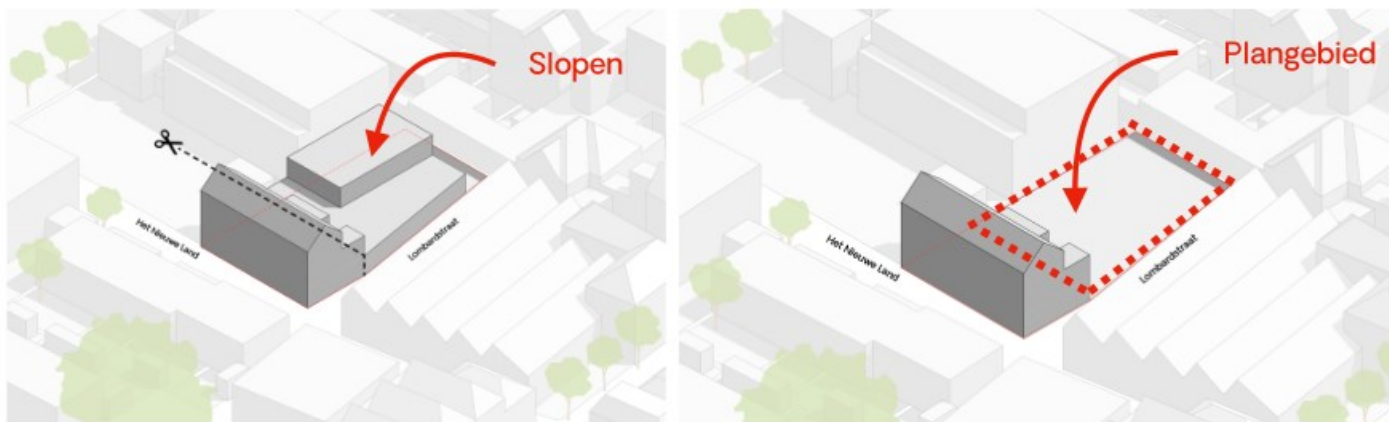 Slopen
Het Nieuwe Land
Lombardstraat
Plangebied
Het Nieuwe Land
Lombardstraat